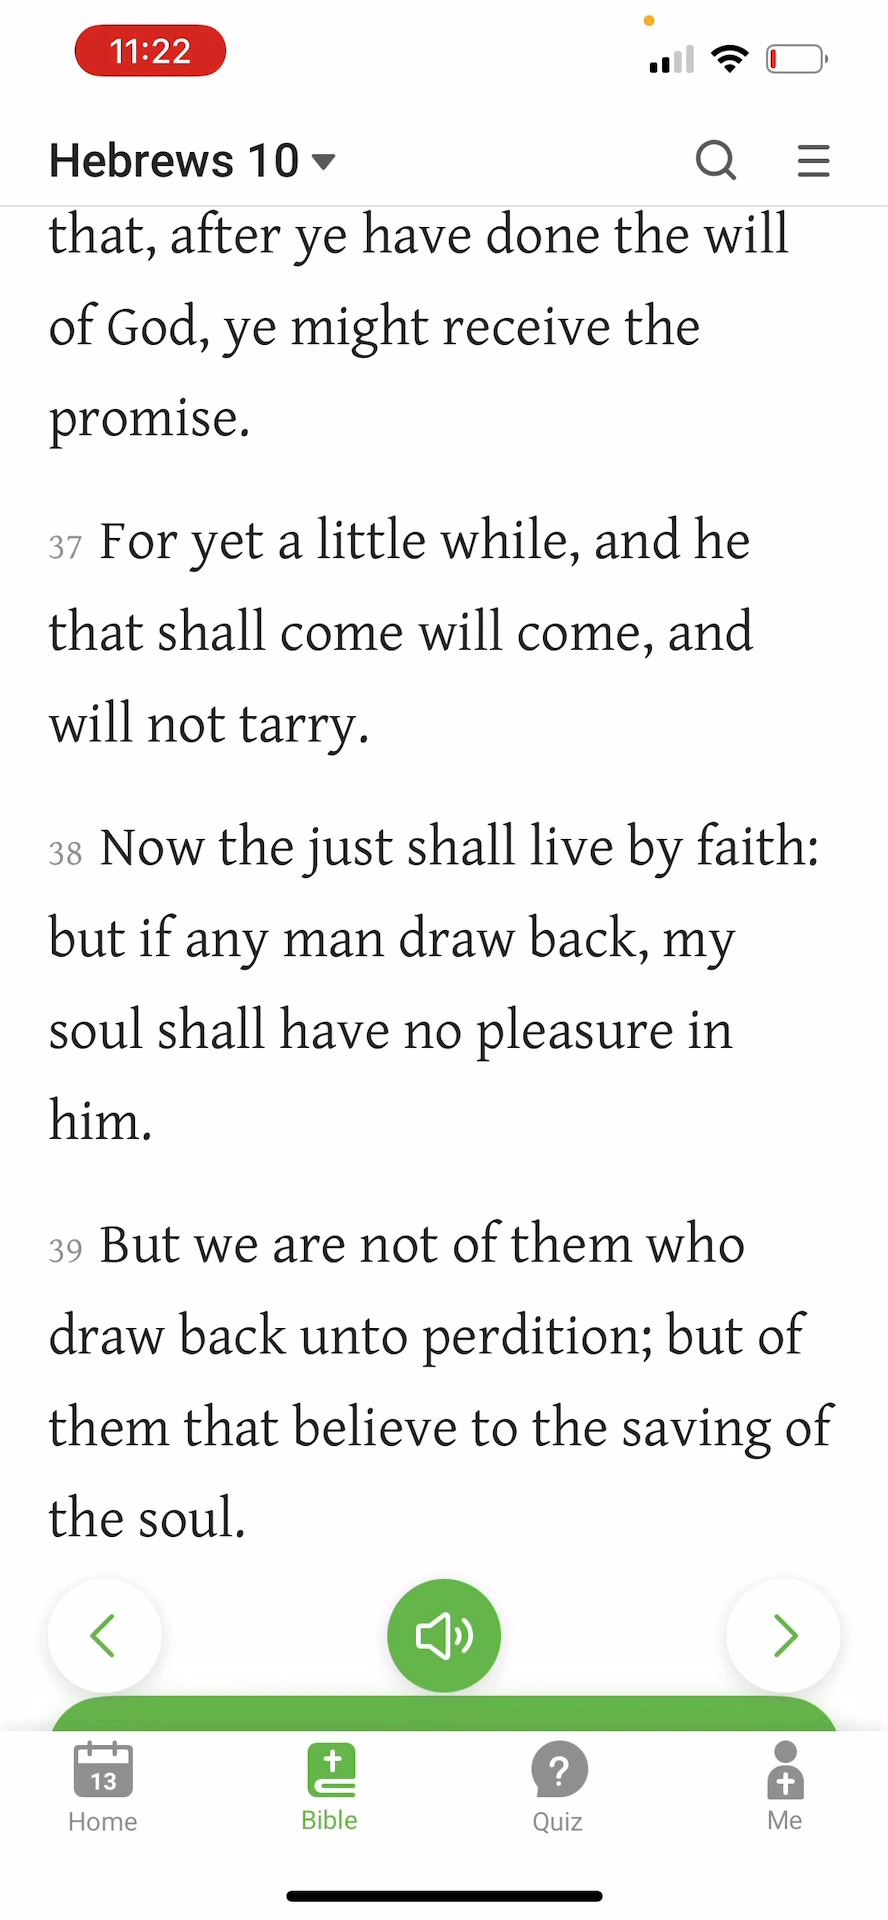 11:22
Hebrews 10
that, after ye have done the will
of God, ye might receive the
promise.
37 For yet a little while, and he
that shall come will come, and
will not tarry.
38 Now the just shall live by faith:
but if any man draw back, my
soul shall have no pleasure in
him.
39 But we are not of them who
draw back unto perdition; but of
them that believe to the saving of
the soul.
13
?
Home
Bible
Quiz
Me